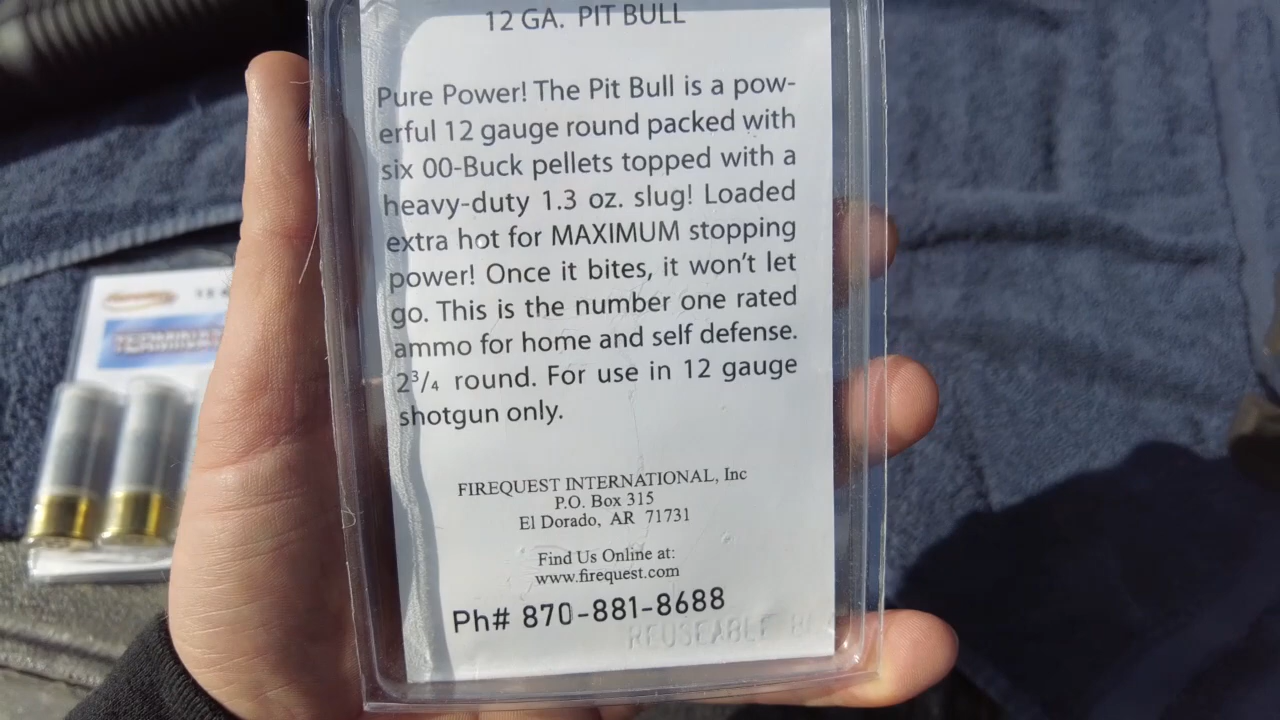 12 GA. PIT BULL
Pure Power! The Pit Bull is a pow-
erful 12 gauge round packed with
six 00-Buck pellets topped with a
heavy-duty 1.3 oz. slug! Loaded
extra hot for MAXIMUM stopping
power! Once it bites, it won't let
go. This is the number one rated
ammo for home and self defense.
2³/₄ round. For use in 12 gauge
shotgun only.
FIREQUEST INTERNATIONAL, Inc
P.O. Box 315
El Dorado, AR 71731
Find Us Online at:
www.firequest.com
Ph# 870-881-8688
REUSEABLE